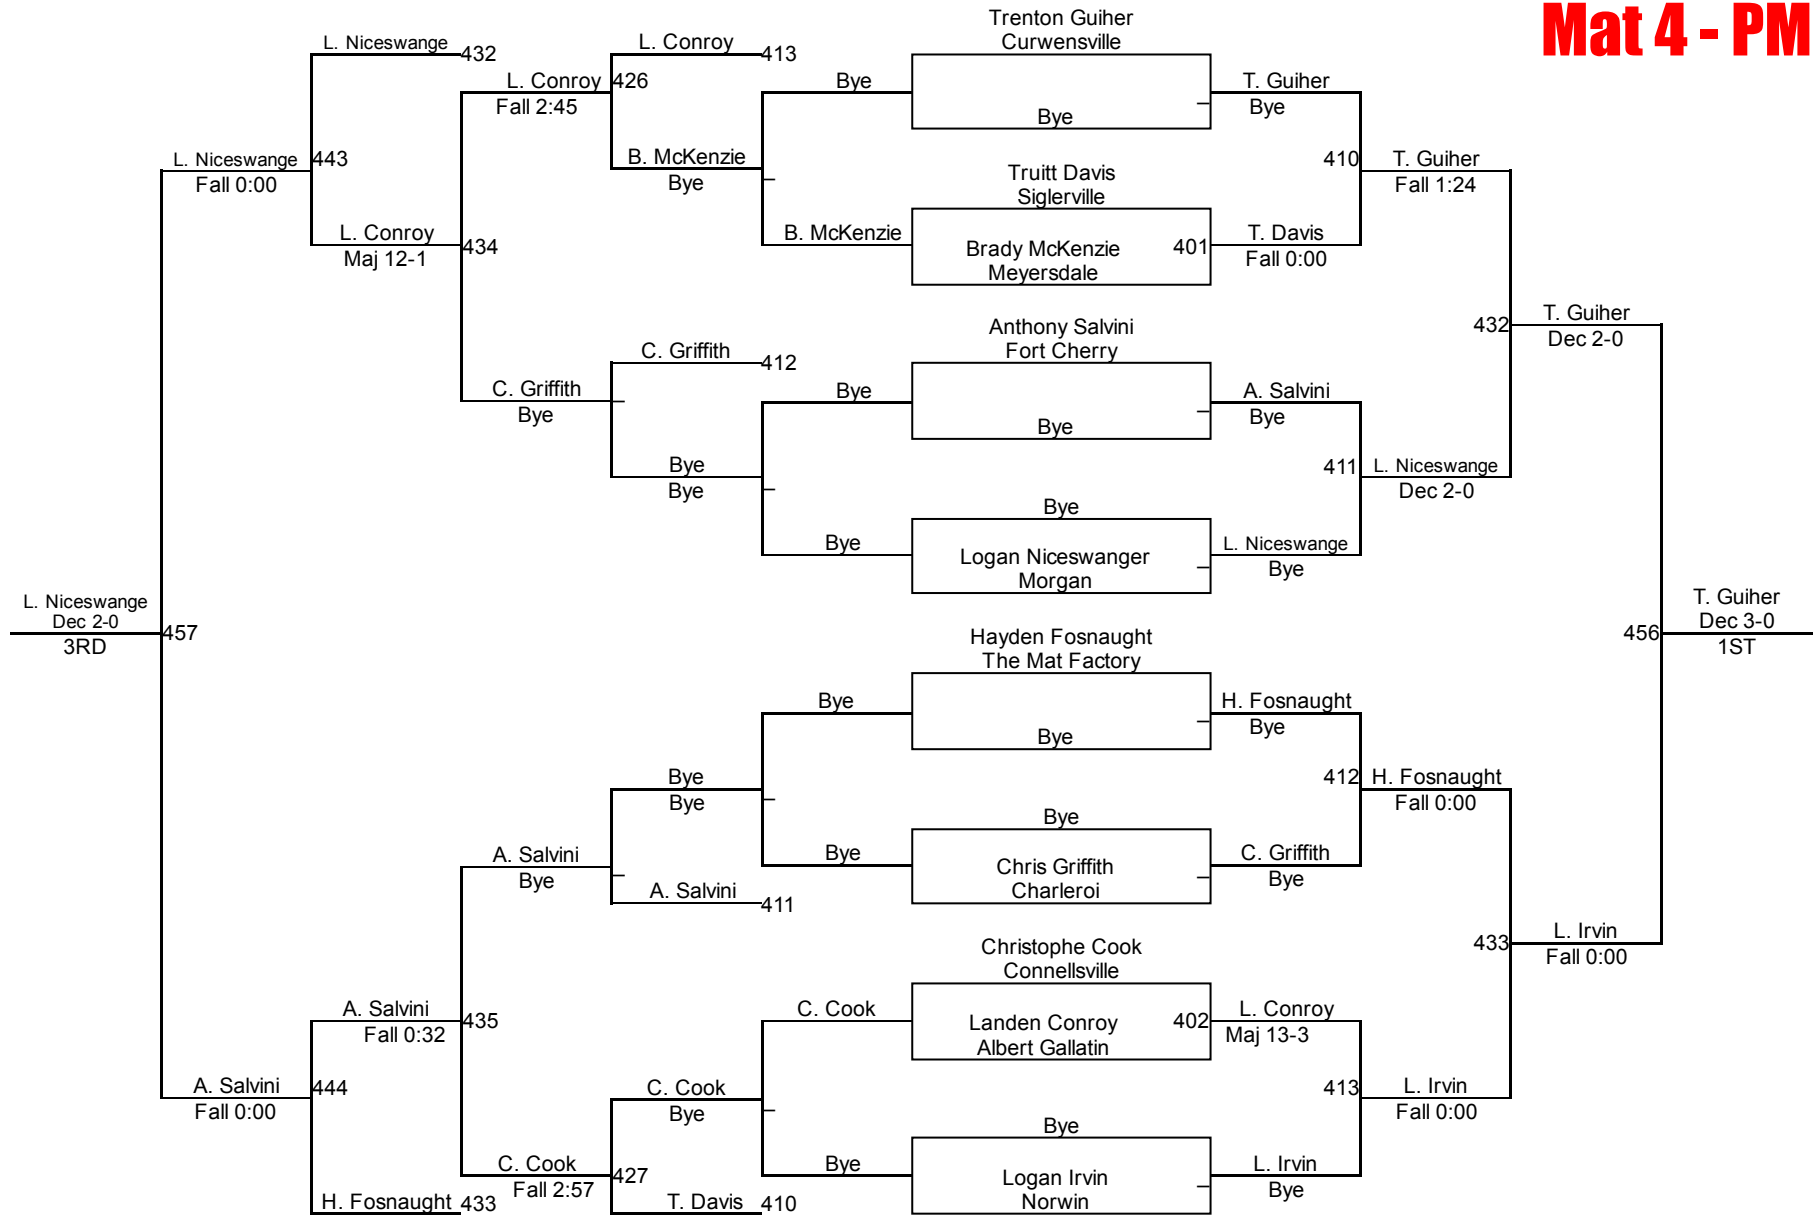 Mat 4 - PM
Trenton Guiher
Curwensville
L. Niceswange
432
L. Conroy
413
L. Conroy
426
Fall 2:45
Bye
Bye
T. Guiher
Bye
L. Niceswange
443
Fall 0:00
B. McKenzie
Bye
410
T. Guiher
Fall 1:24
Truitt Davis
Siglerville
L. Conroy
434
Maj 12-1
B. McKenzie
Brady McKenzie
Meyersdale
401
T. Davis
Fall 0:00
432
T. Guiher
Dec 2-0
Anthony Salvini
Fort Cherry
C. Griffith
412
C. Griffith
Bye
Bye
Bye
A. Salvini
Bye
Bye
Bye
411
L. Niceswange
Dec 2-0
Bye
Bye
Logan Niceswanger
Morgan
L. Niceswange
Bye
L. Niceswange
Dec 2-0
457
3RD
456
T. Guiher
Dec 3-0
1ST
Hayden Fosnaught
The Mat Factory
Bye
Bye
H. Fosnaught
Bye
Bye
Bye
412
H. Fosnaught
Fall 0:00
Bye
A. Salvini
Bye
Bye
Chris Griffith
Charleroi
C. Griffith
Bye
A. Salvini
411
433
L. Irvin
Fall 0:00
Christophe Cook
Connellsville
A. Salvini
435
Fall 0:32
C. Cook
Landen Conroy
Albert Gallatin
402
L. Conroy
Maj 13-3
A. Salvini
444
Fall 0:00
C. Cook
Bye
413
L. Irvin
Fall 0:00
Bye
C. Cook
427
Fall 2:57
Bye
Logan Irvin
Norwin
L. Irvin
Bye
H. Fosnaught
433
T. Davis
410